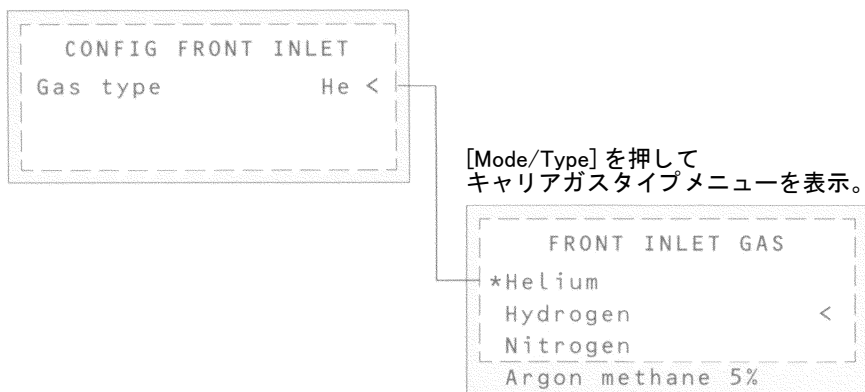 CONFIG FRONT INLET
Gas type He <
[Mode/Type] を押して
キャリアガスタイプメニューを表示。
FRONT INLET GAS
*Helium
Hydrogen <
Nitrogen
Argon methane 5%